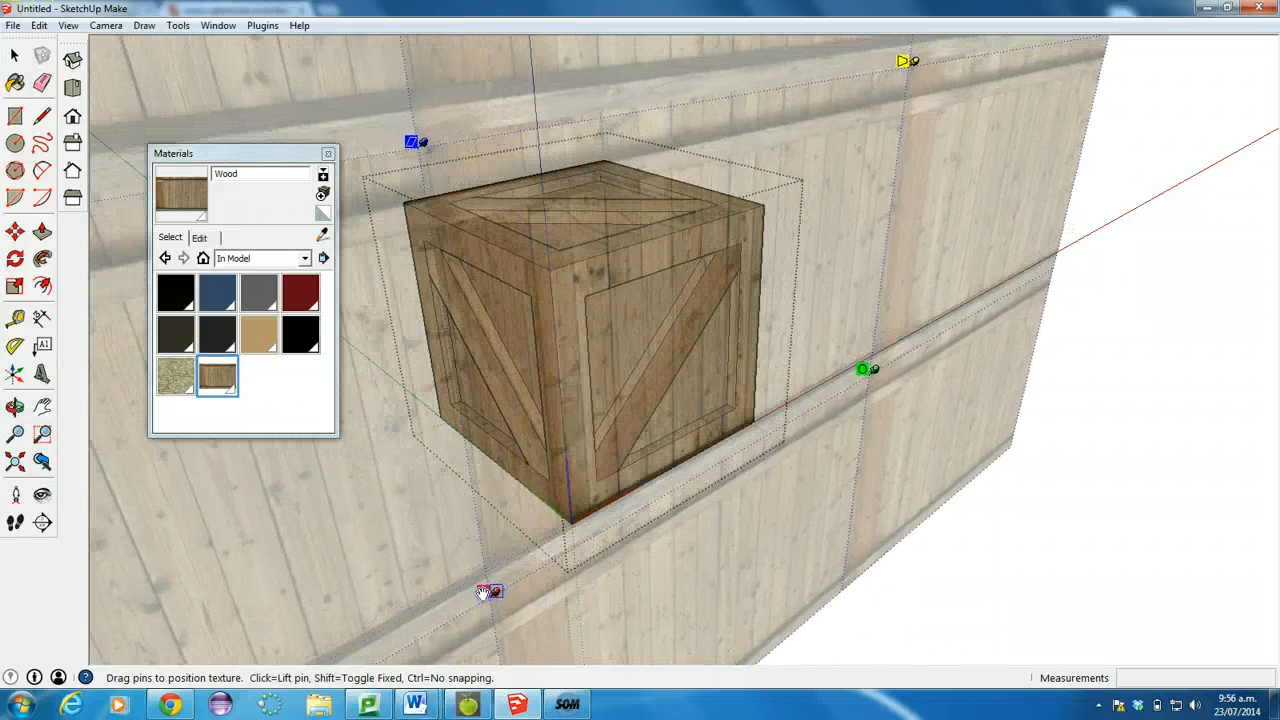 Untitled - SketchUp Make
File Edit View Camera Draw Tools Window Plugins Help
Materials
Wood
Select Edit
In Model
A1
Drag pins to position texture. Click=Lift pin, Shift=Toggle Fixed, Ctrl=No snapping.
Measurements
W
SOM
9:56 a.m.
23/07/2014